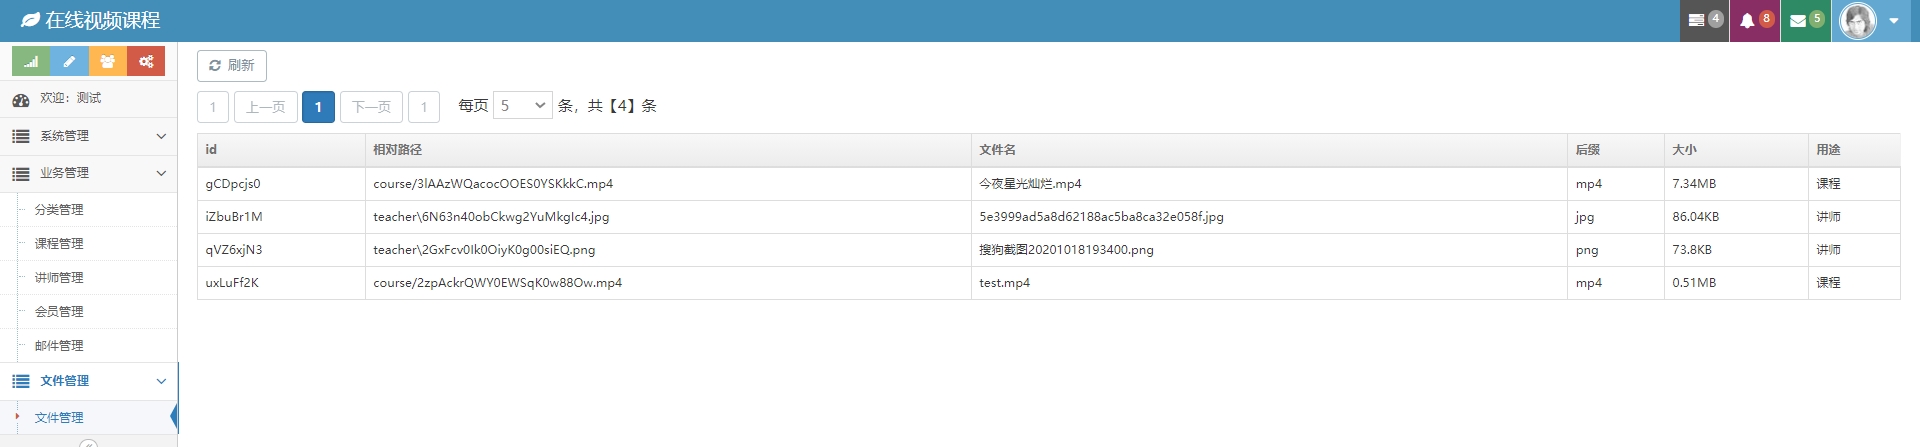 在线视频课程
4
8
5
刷新
1 上一页 1 下一页 1 每页 5 条，共【4】条
欢迎：测试
系统管理
业务管理
分类管理
课程管理
讲师管理
会员管理
邮件管理
文件管理
文件管理
id 相对路径 文件名 后缀 大小 用途
gCDpcjs0 course/3lAAzWQacocOOES0YSKkkC.mp4 今夜星光灿烂.mp4 mp4 7.34MB 课程
iZbuBr1M teacher\6N63n40obCkwg2YuMkgIc4.jpg 5e3999ad5a8d62188ac5ba8ca32e058f.jpg jpg 86.04KB 讲师
qVZ6xjN3 teacher\2GxFcv0Ik0OiyK0g00siEQ.png 搜狗截图20201018193400.png png 73.8KB 讲师
uxLuFf2K course/2zpAckrQWY0EWSqK0w88Ow.mp4 test.mp4 mp4 0.51MB 课程